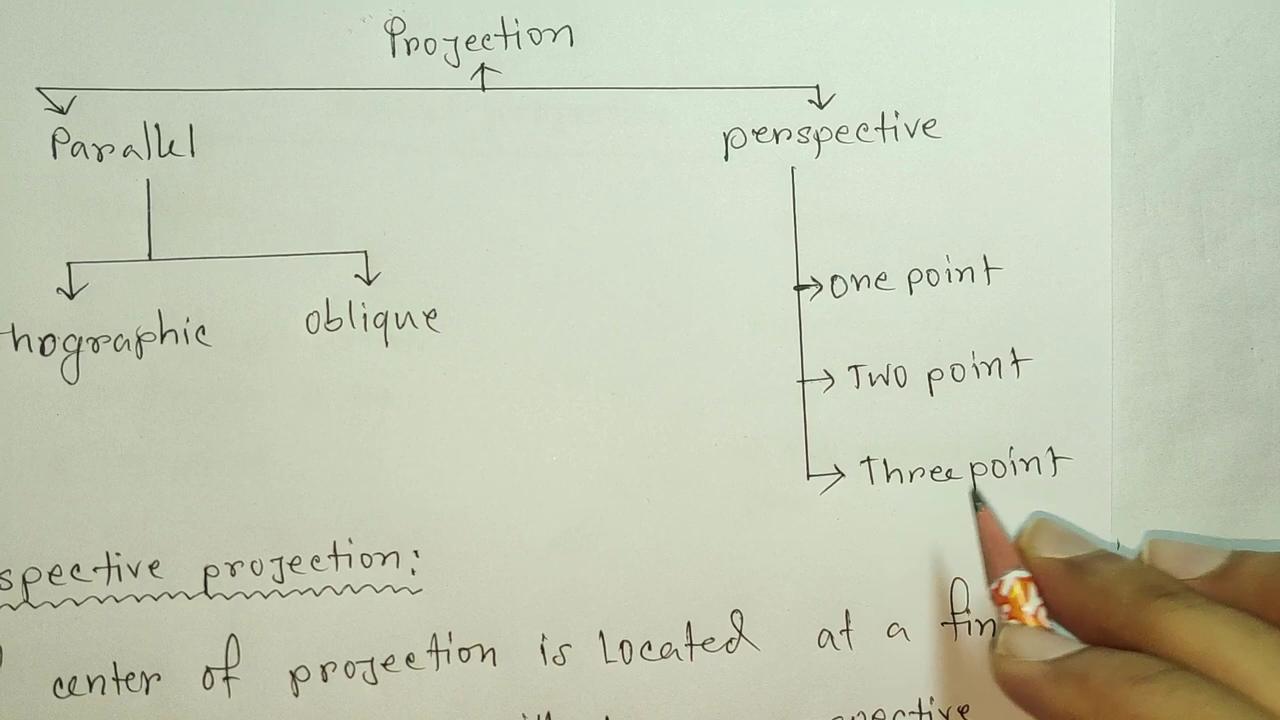 Projection
Parallel perspective
one point
hographic oblique
Two point
Three point
spective projection:
center of projection is located at a fin